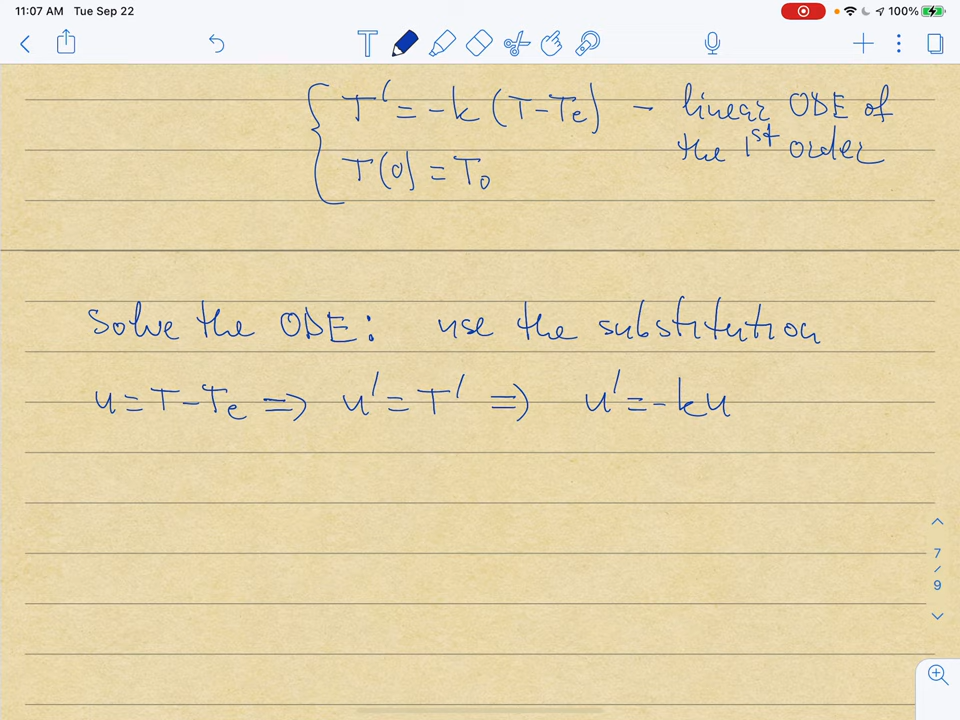 11:07 AM Tue Sep 22
100%
T' = -k (T-Te) - linear ODE of
the 1st order
T(0) = To
Solve the ODE: use the substitution
u = T-Te => u' = T' => u' = -ku
7
/
9